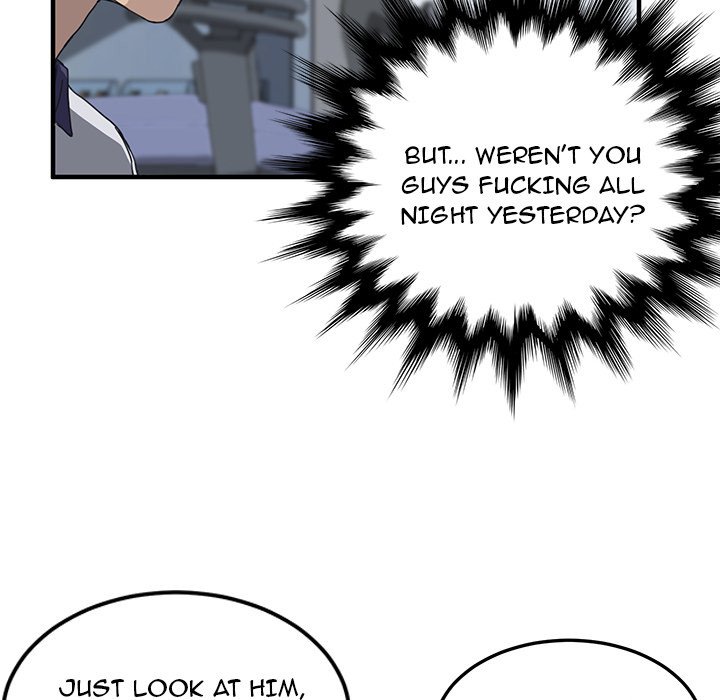 BUT... WEREN'T YOU
GUYS FUCKING ALL
NIGHT YESTERDAY?
JUST LOOK AT HIM,